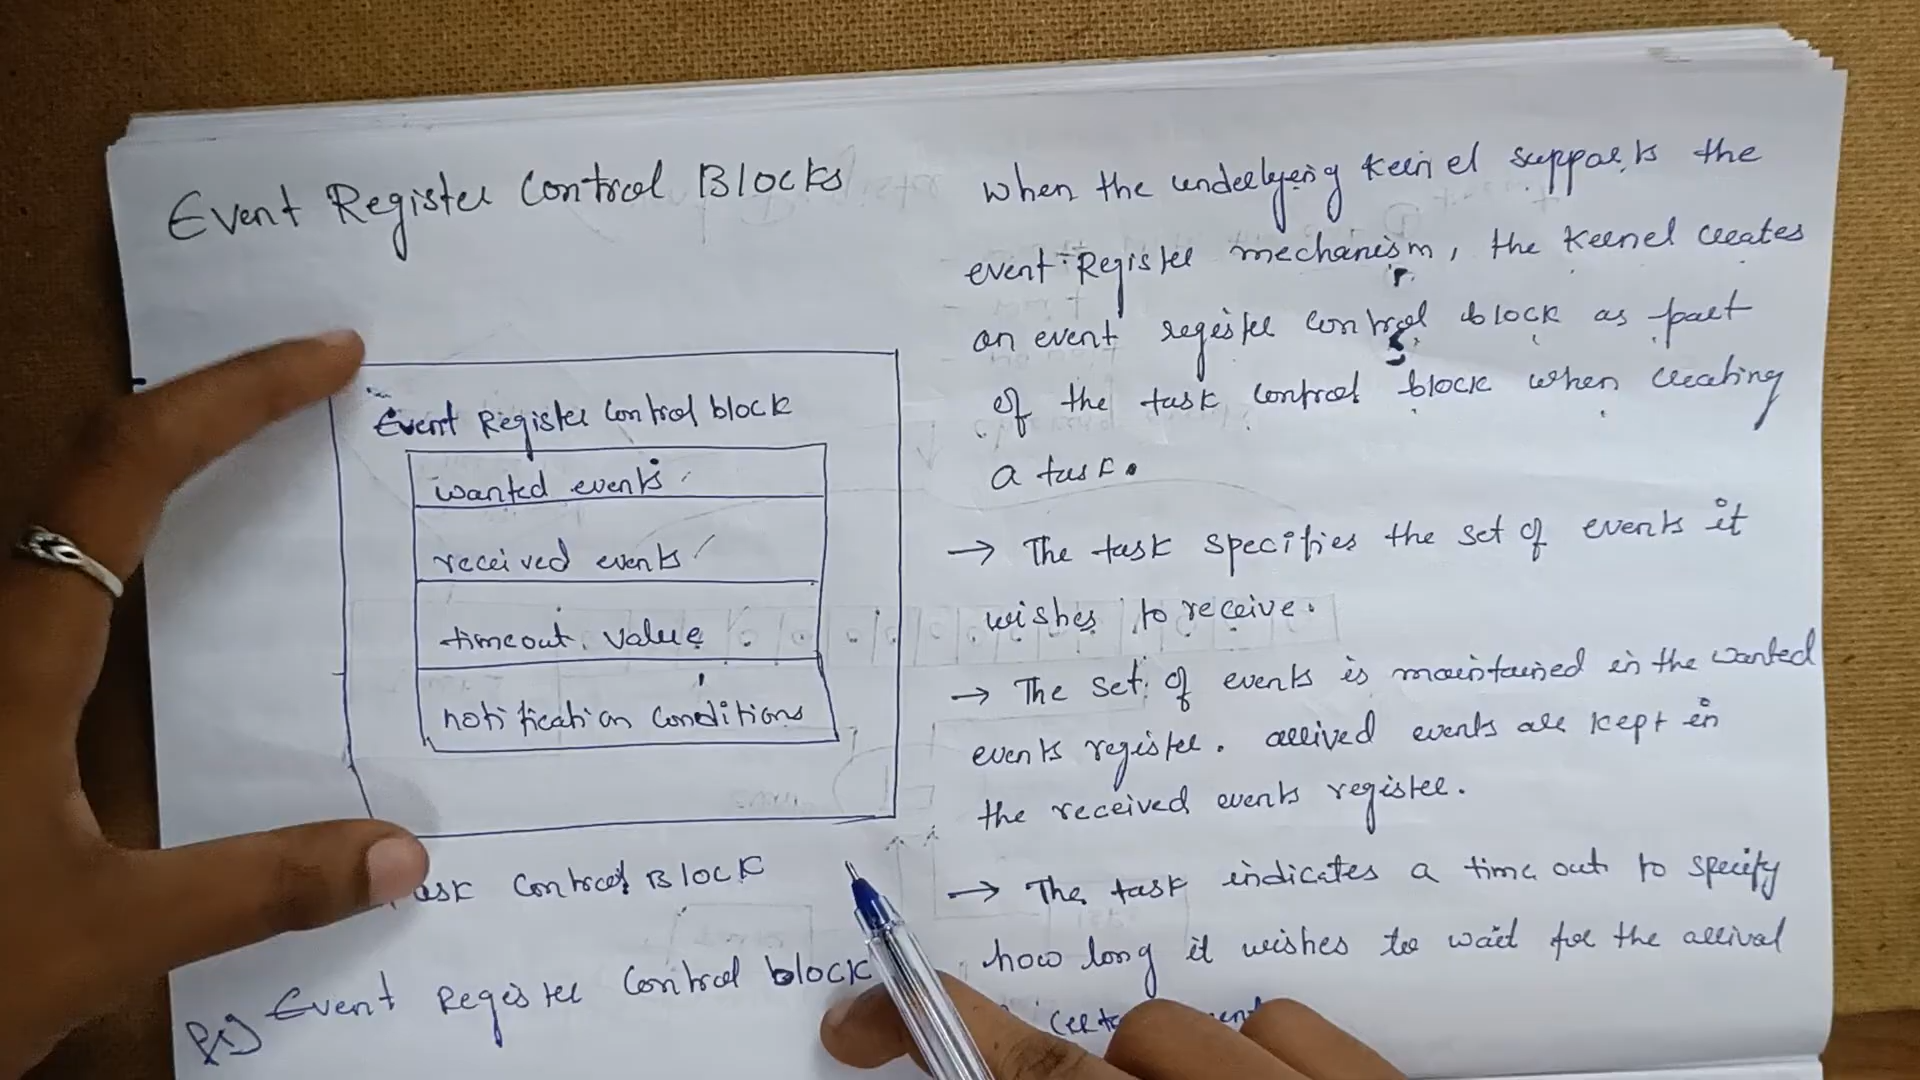 Event Register Control Blocks
Event Register control block
wanted events
received events
timeout value
notification conditions
ask Control Block
Fig Event Register Control block
when the underlying kernel supports the
event Register mechanism, the kernel creates
an event register control block as part
of the task control block when creating
a task.
→ The task specifies the set of events it
wishes to receive.
→ The set of events is maintained in the wanted
events register. arrived events are kept in
the received events register.
→ The task indicates a time out to specify
how long it wishes to wait for the arrival